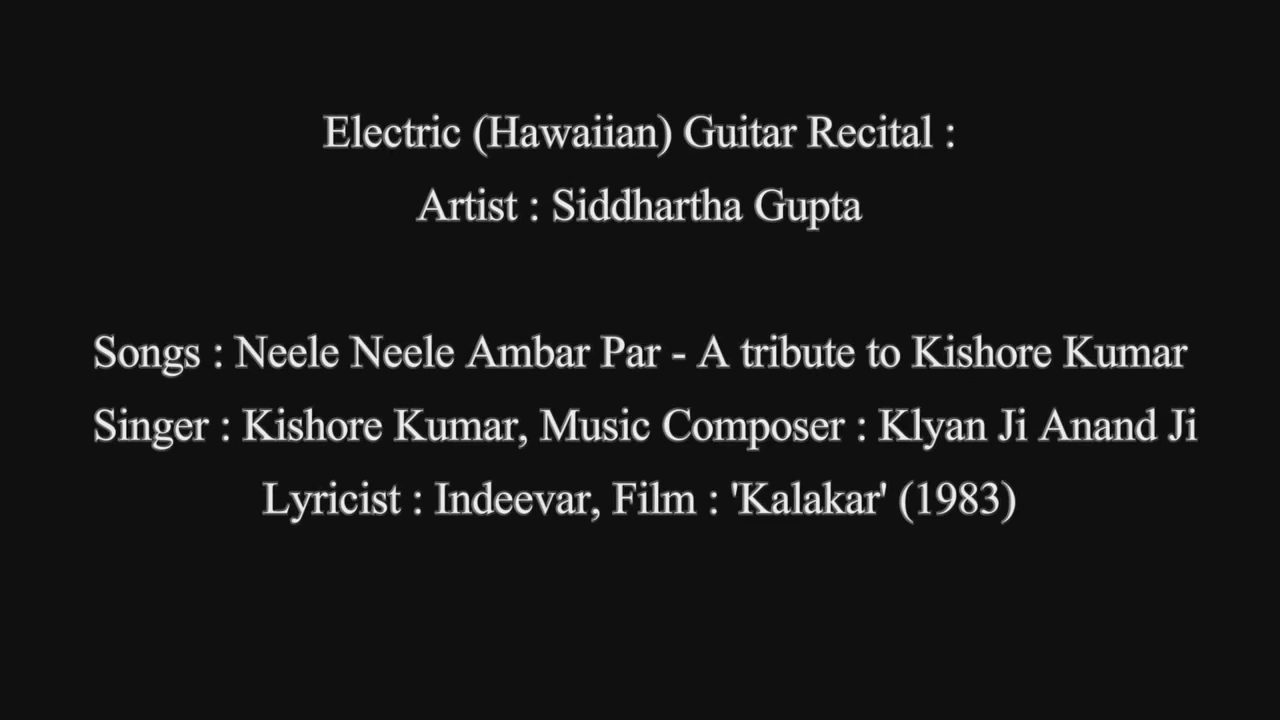 Electric (Hawaiian) Guitar Recital :
Artist : Siddhartha Gupta
Songs : Neele Neele Ambar Par - A tribute to Kishore Kumar
Singer : Kishore Kumar, Music Composer : Klyan Ji Anand Ji
Lyricist : Indeevar, Film : 'Kalakar' (1983)